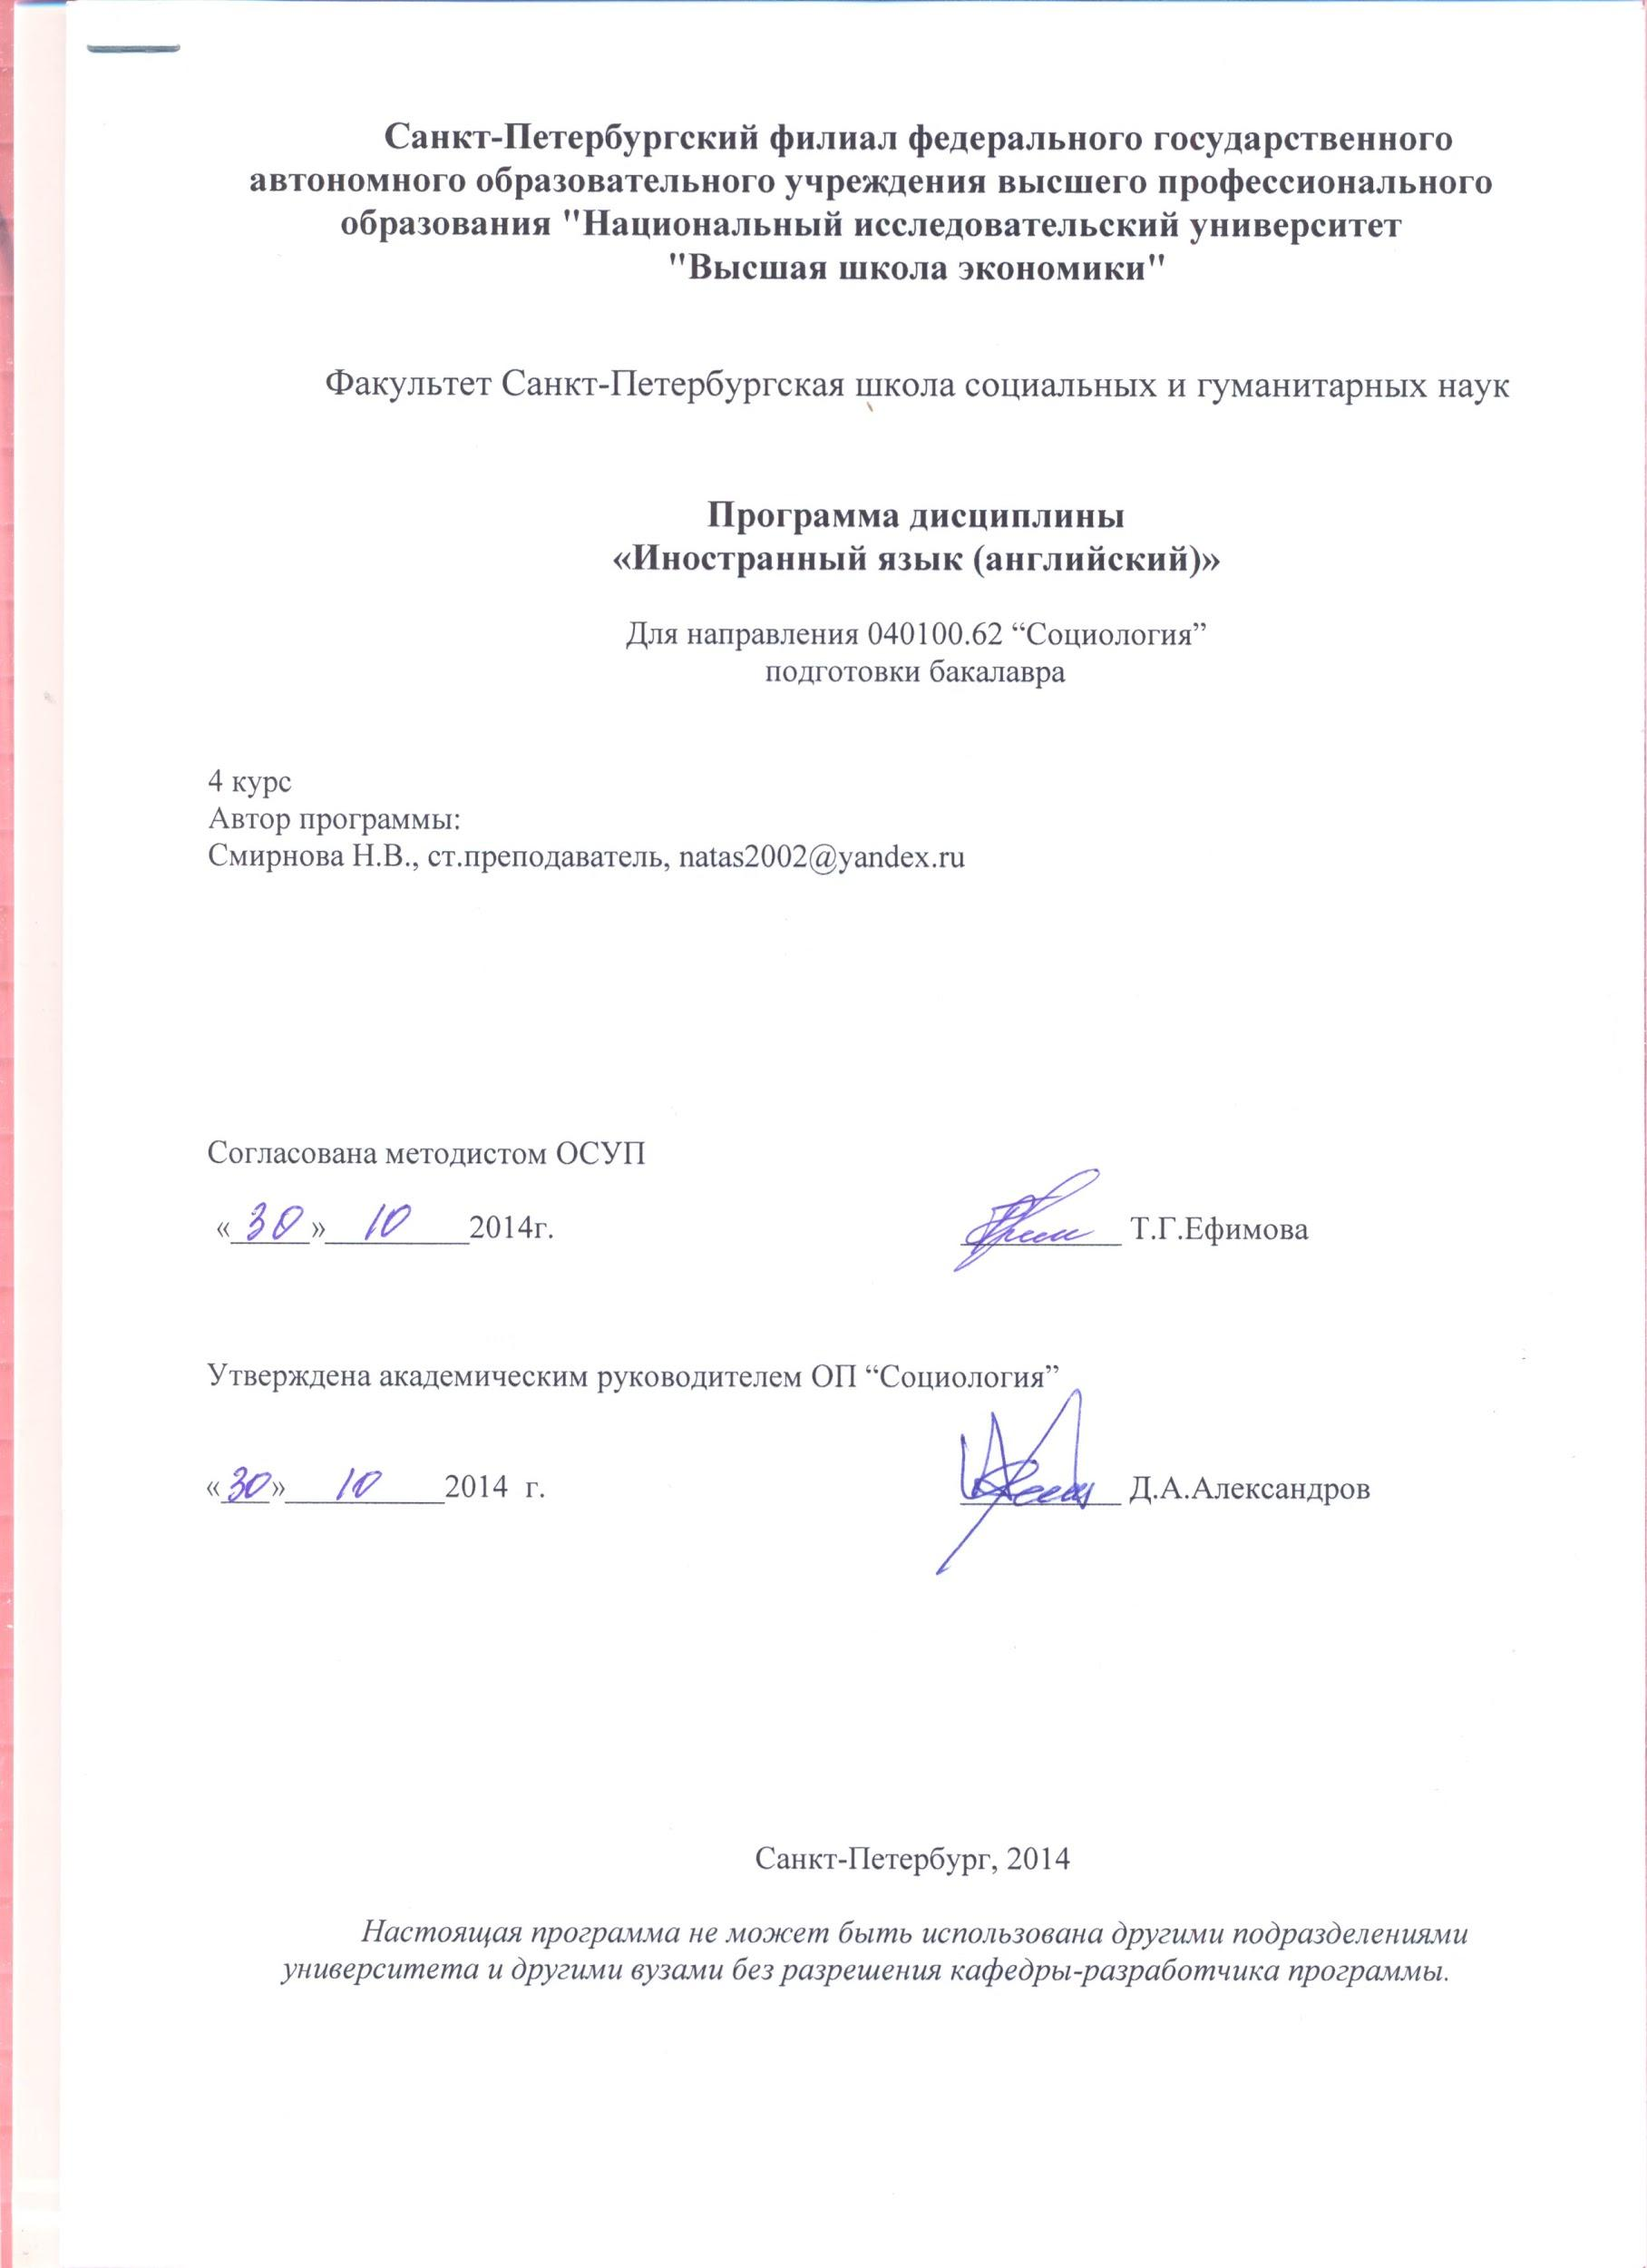 Санкт-Петербургский филиал федерального государственного
автономного образовательного учреждения высшего профессионального
образования "Национальный исследовательский университет
"Высшая школа экономики"
Факультет Санкт-Петербургская школа социальных и гуманитарных наук
Программа дисциплины
«Иностранный язык (английский)»
Для направления 040100.62 “Социология”
подготовки бакалавра
4 курс
Автор программы:
Смирнова Н.В., ст.преподаватель, natas2002@yandex.ru
Согласована методистом ОСУП
«30» 10 2014г. Т.Г.Ефимова
Утверждена академическим руководителем ОП “Социология”
«30» 10 2014 г. Д.А.Александров
Санкт-Петербург, 2014
Настоящая программа не может быть использована другими подразделениями
университета и другими вузами без разрешения кафедры-разработчика программы.